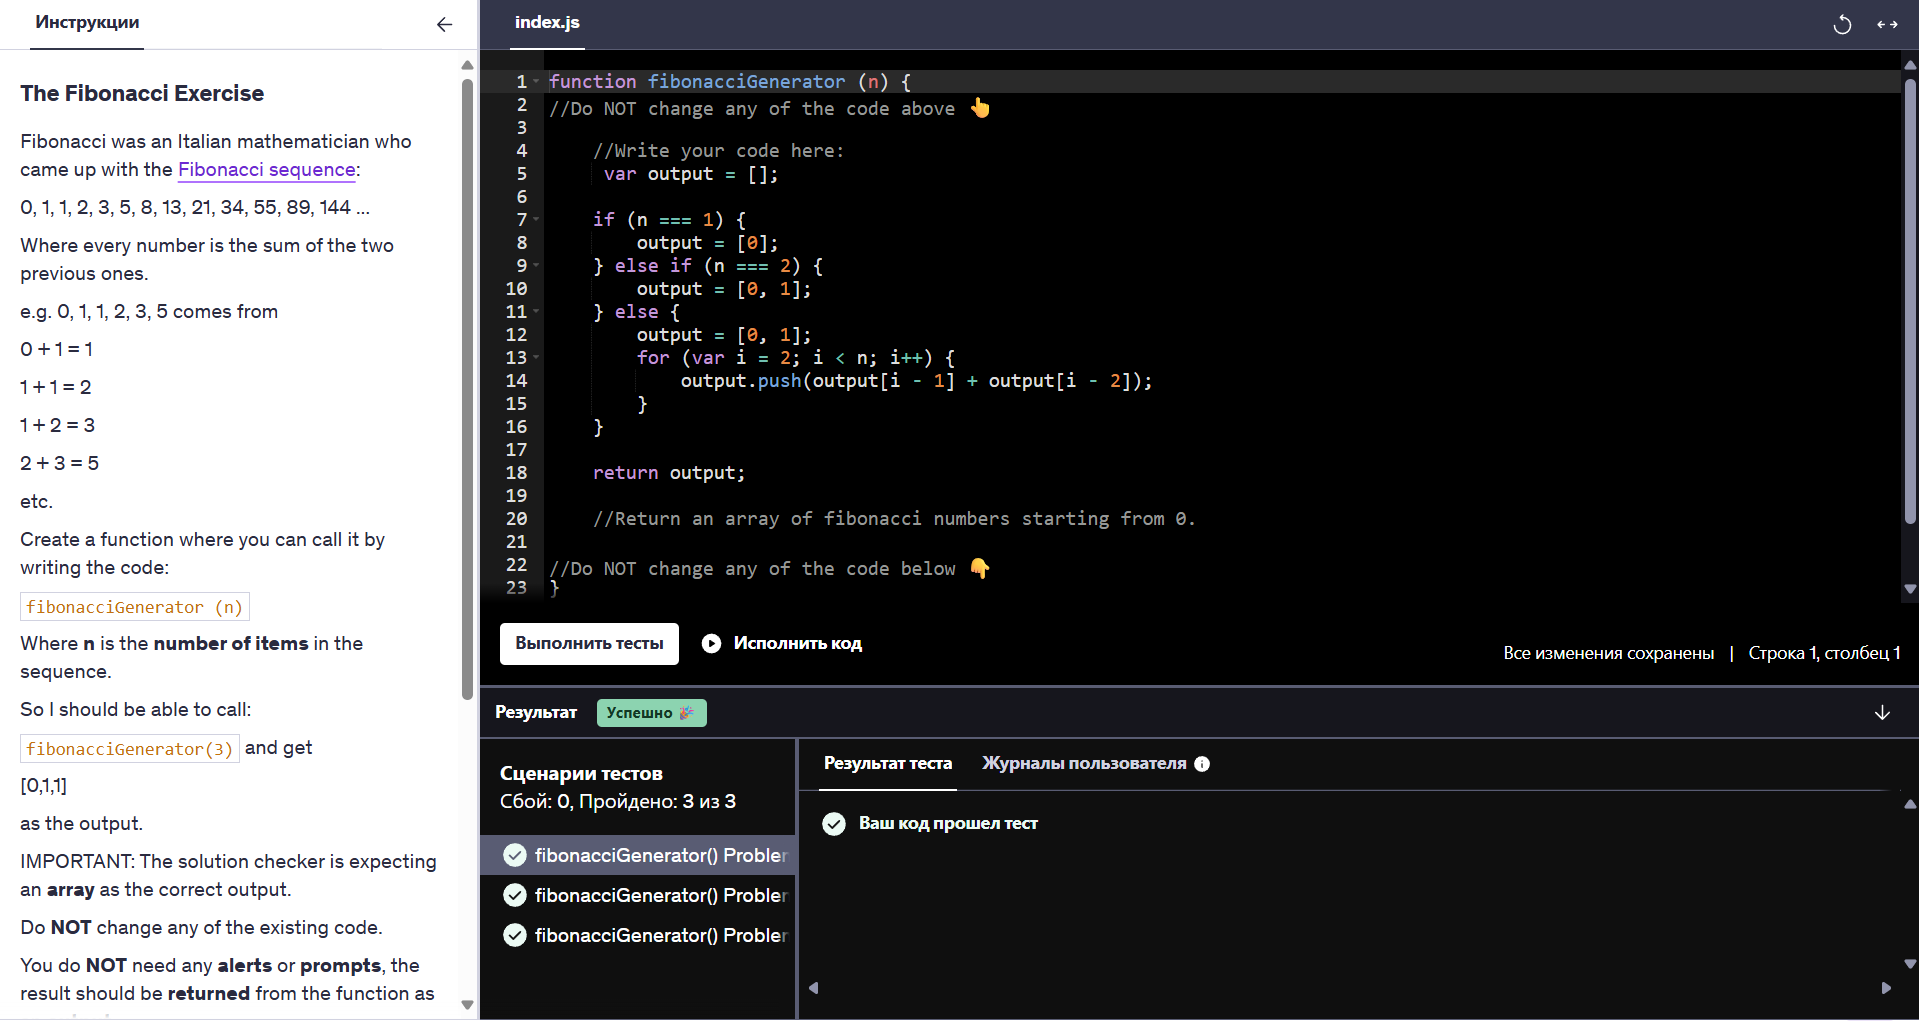 Инструкции
The Fibonacci Exercise
Fibonacci was an Italian mathematician who
came up with the Fibonacci sequence:
0, 1, 1, 2, 3, 5, 8, 13, 21, 34, 55, 89, 144 ...
Where every number is the sum of the two
previous ones.
e.g. 0, 1, 1, 2, 3, 5 comes from
0 + 1 = 1
1 + 1 = 2
1 + 2 = 3
2 + 3 = 5
etc.
Create a function where you can call it by
writing the code:
fibonacciGenerator (n)
Where n is the number of items in the
sequence.
So I should be able to call:
fibonacciGenerator(3) and get
[0,1,1]
as the output.
IMPORTANT: The solution checker is expecting
an array as the correct output.
Do NOT change any of the existing code.
You do NOT need any alerts or prompts, the
result should be returned from the function as
index.js
1 function fibonacciGenerator (n) {
2 //Do NOT change any of the code above 👆
3
4 //Write your code here:
5 var output = [];
6
7 if (n === 1) {
8 output = [0];
9 } else if (n === 2) {
10 output = [0, 1];
11 } else {
12 output = [0, 1];
13 for (var i = 2; i < n; i++) {
14 output.push(output[i - 1] + output[i - 2]);
15 }
16 }
17
18 return output;
19
20 //Return an array of fibonacci numbers starting from 0.
21
22 //Do NOT change any of the code below 👇
23 }
Выполнить тесты
Исполнить код
Все изменения сохранены | Строка 1, столбец 1
Результат
Успешно 🎉
Сценарии тестов
Сбой: 0, Пройдено: 3 из 3
fibonacciGenerator() Problem
fibonacciGenerator() Problem
fibonacciGenerator() Problem
Результат теста
Журналы пользователя
Ваш код прошел тест